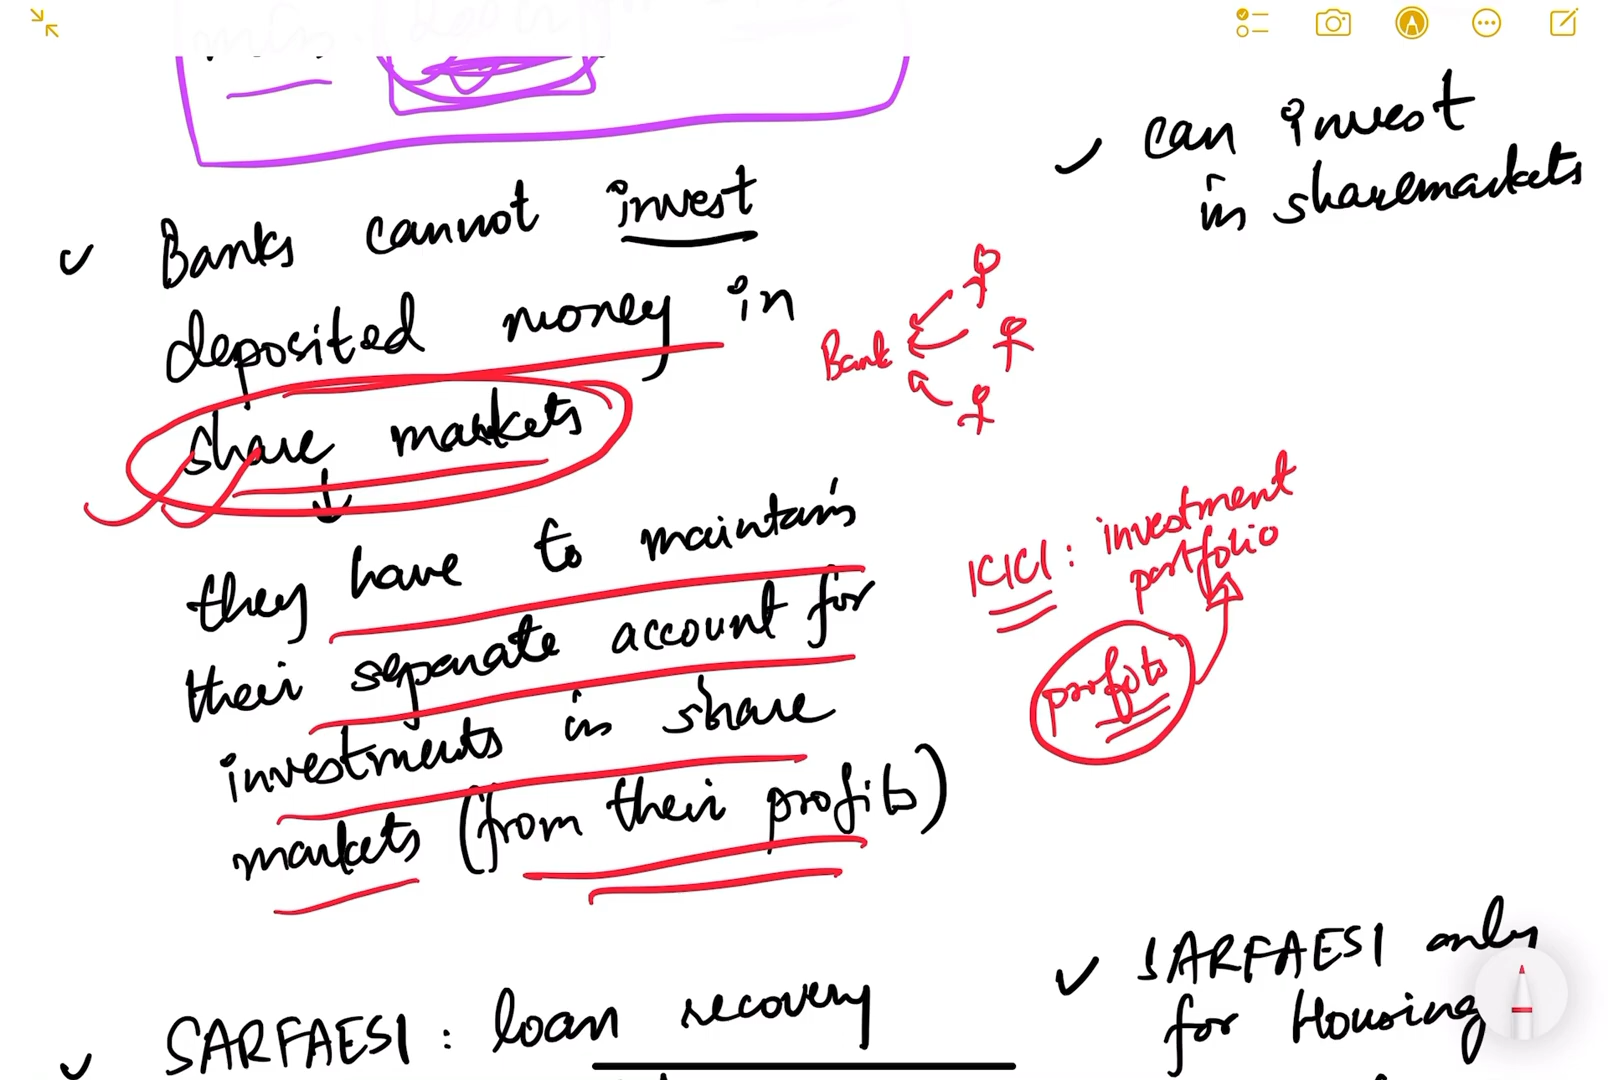 Banks cannot invest
deposited money in
share markets
they have to maintain
their separate account for
investments in share
markets (from their profits)
SARFAESI : loan recovery
Bank
ICICI : investment
portfolio
profits
can invest
in sharemarkets
SARFAESI only
for Housing